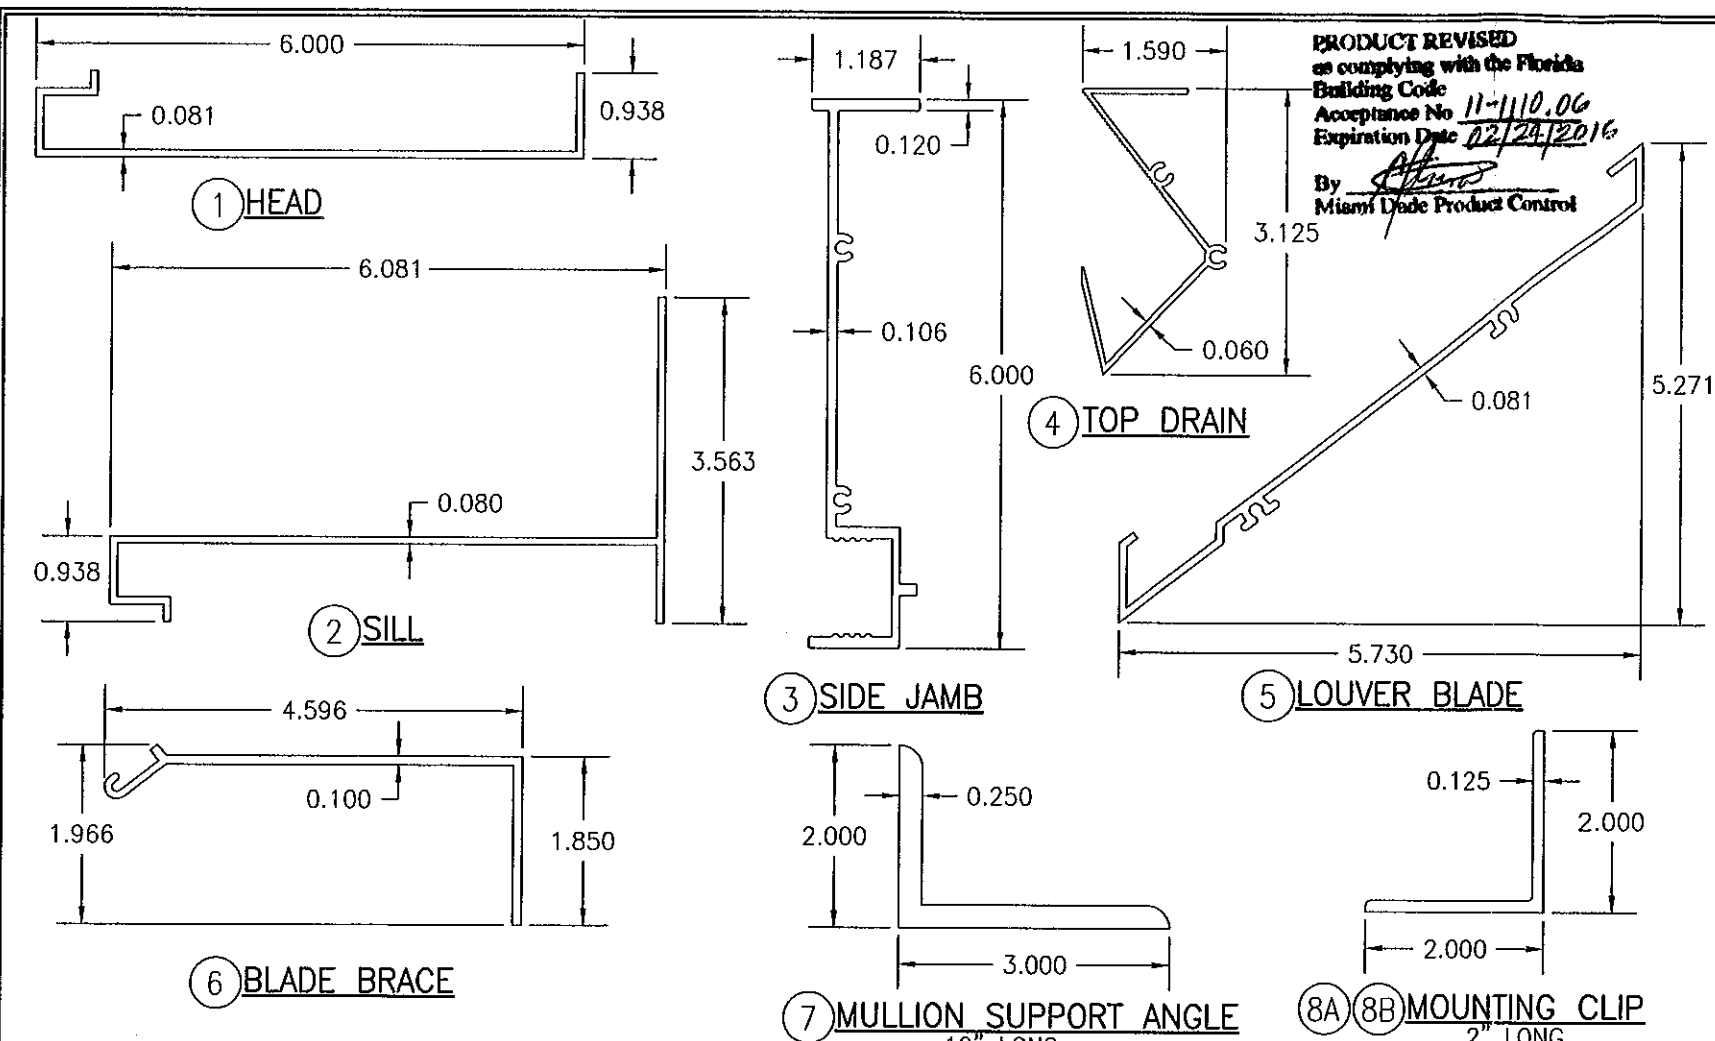 6.000
0.081
0.938
1 HEAD
6.081
3.563
0.080
0.938
2 SILL
1.187
0.120
0.106
6.000
3 SIDE JAMB
1.590
3.125
0.060
4 TOP DRAIN
PRODUCT REVISED
as complying with the Florida
Building Code
Acceptance No 11-1110.06
Expiration Date 02/24/2016
By
Miami Dade Product Control
0.081
5.271
5.730
5 LOUVER BLADE
4.596
0.100
1.966
1.850
6 BLADE BRACE
0.250
2.000
3.000
7 MULLION SUPPORT ANGLE
LONG
0.125
2.000
2.000
8A 8B MOUNTING CLIP
2" LONG